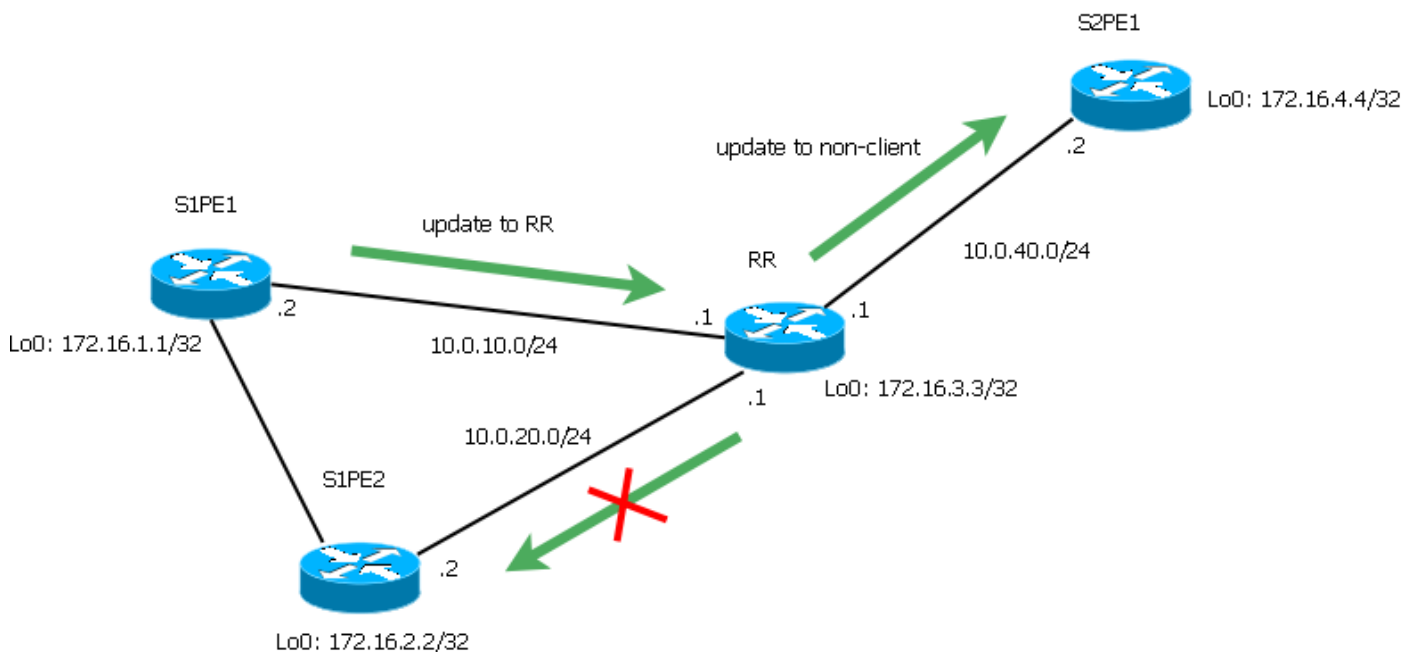 S2PE1
Lo0: 172.16.4.4/32
.2
update to non-client
S1PE1
update to RR
10.0.40.0/24
RR
.2
.1
.1
Lo0: 172.16.1.1/32
10.0.10.0/24
Lo0: 172.16.3.3/32
.1
10.0.20.0/24
S1PE2
.2
Lo0: 172.16.2.2/32